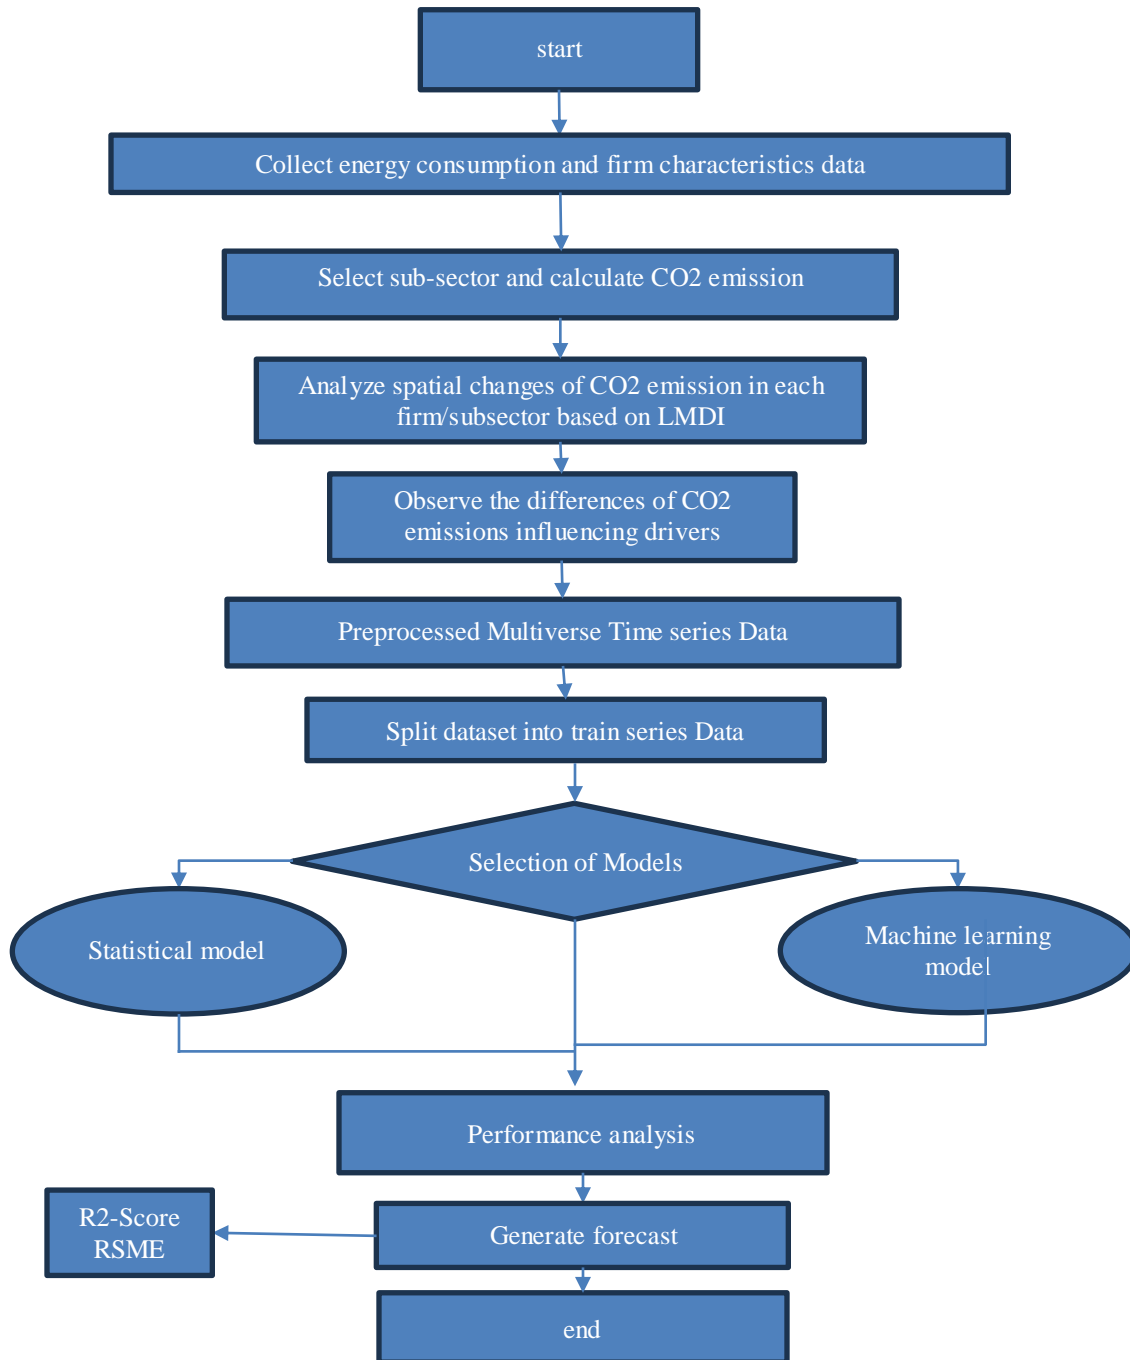 start
Collect energy consumption and firm characteristics data
Select sub-sector and calculate CO2 emission
Analyze spatial changes of CO2 emission in each
firm/subsector based on LMDI
Observe the differences of CO2
emissions influencing drivers
Preprocessed Multiverse Time series Data
Split dataset into train series Data
Selection of Models
Statistical model
Machine learning
model
Performance analysis
R2-Score
RSME
Generate forecast
end